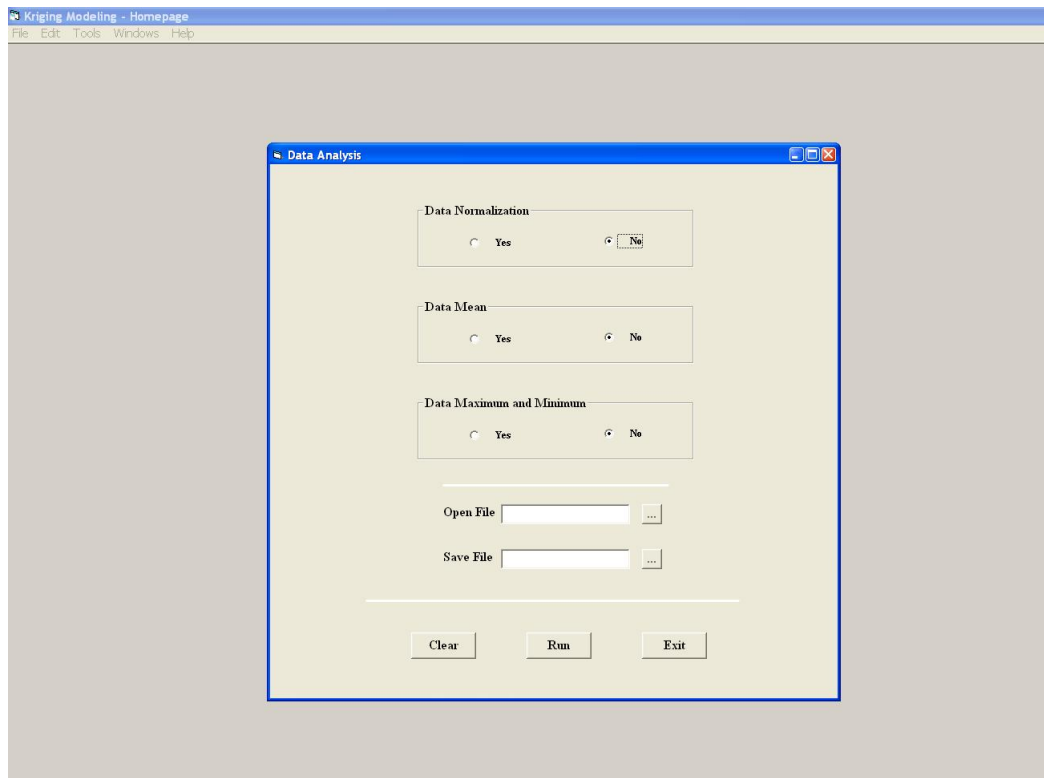 Kriging Modeling - Homepage
File Edit Tools Windows Help
Data Analysis
Data Normalization
Yes No
Data Mean
Yes No
Data Maximum and Minimum
Yes No
Open File ...
Save File ...
Clear Run Exit